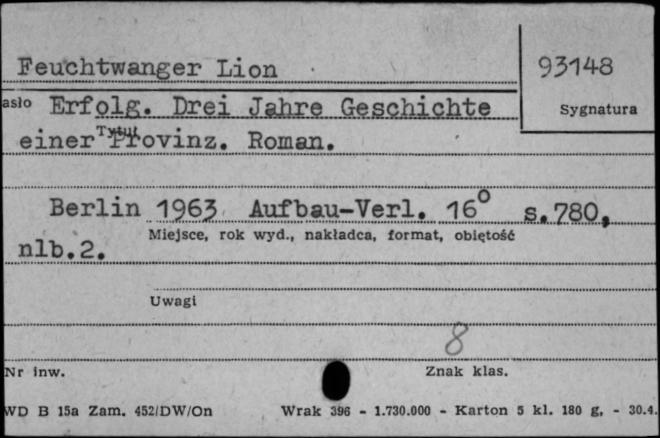 Feuchtwanger Lion
93148
asło Erfolg. Drei Jahre Geschichte
Sygnatura
einer Provinz. Roman.
Tytuł
Berlin 1963 Aufbau-Verl. 16° s.780,
Miejsce, rok wyd., nakładca, format, obiętość
nlb.2.
Uwagi
8
Nr inw.
Znak klas.
WD B 15a Zam. 452/DW/On Wrak 396 - 1.730.000 - Karton 5 kl. 180 g, - 30.4.